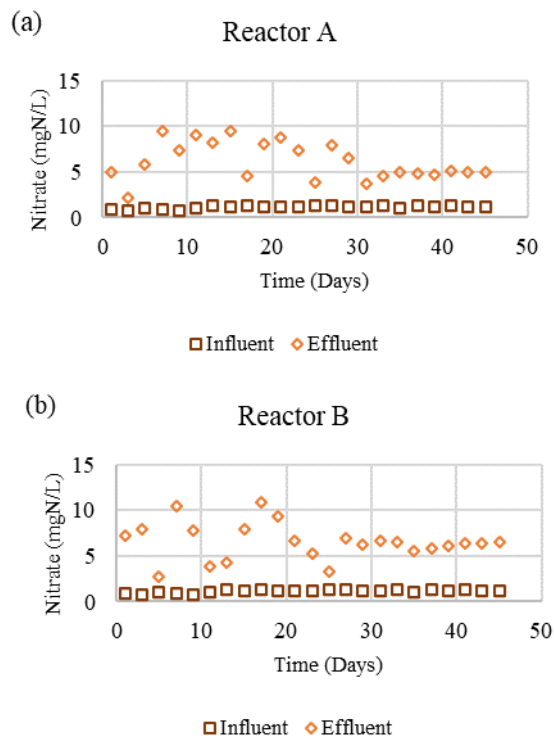 (a)
Reactor A
Nitrate (mgN/L)
15
10
5
0
0 10 20 30 40 50
Time (Days)
Influent Effluent
(b)
Reactor B
Nitrate (mgN/L)
15
10
5
0
0 10 20 30 40 50
Time (Days)
Influent Effluent